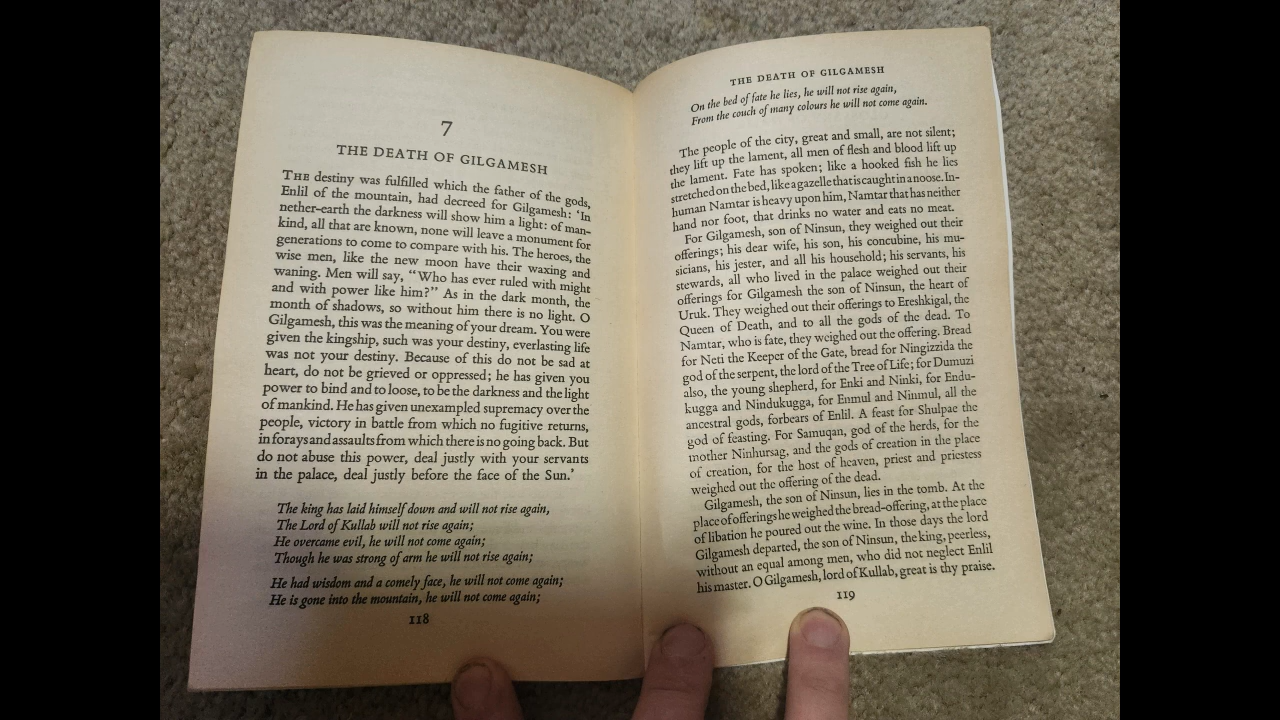 7
THE DEATH OF GILGAMESH
THE destiny was fulfilled which the father of the gods,
Enlil of the mountain, had decreed for Gilgamesh: ‘In
nether-earth the darkness will show him a light: of man-
kind, all that are known, none will leave a monument for
generations to come to compare with his. The heroes, the
wise men, like the new moon have their waxing and
waning. Men will say, “Who has ever ruled with might
and with power like him?” As in the dark month, the
month of shadows, so without him there is no light. O
Gilgamesh, this was the meaning of your dream. You were
given the kingship, such was your destiny, everlasting life
was not your destiny. Because of this do not be sad at
heart, do not be grieved or oppressed; he has given you
power to bind and to loose, to be the darkness and the light
of mankind. He has given unexampled supremacy over the
people, victory in battle from which no fugitive returns,
in forays and assaults from which there is no going back. But
do not abuse this power, deal justly with your servants
in the palace, deal justly before the face of the Sun.’
The king has laid himself down and will not rise again,
The Lord of Kullab will not rise again;
He overcame evil, he will not come again;
Though he was strong of arm he will not rise again;
He had wisdom and a comely face, he will not come again;
He is gone into the mountain, he will not come again;
118
THE DEATH OF GILGAMESH
On the bed of fate he lies, he will not rise again,
From the couch of many colours he will not come again.
The people of the city, great and small, are not silent;
they lift up the lament, all men of flesh and blood lift up
the lament. Fate has spoken; like a hooked fish he lies
stretched on the bed, like a gazelle that is caught in a noose. In-
human Namtar is heavy upon him, Namtar that has neither
hand nor foot, that drinks no water and eats no meat.
For Gilgamesh, son of Ninsun, they weighed out their
offerings; his dear wife, his son, his concubine, his mu-
sicians, his jester, and all his household; his servants, his
stewards, all who lived in the palace weighed out their
offerings for Gilgamesh the son of Ninsun, the heart of
Uruk. They weighed out their offerings to Ereshkigal, the
Queen of Death, and to all the gods of the dead. To
Namtar, who is fate, they weighed out the offering. Bread
for Neti the Keeper of the Gate, bread for Ningizzida the
god of the serpent, the lord of the Tree of Life; for Dumuzi
also, the young shepherd, for Enki and Ninki, for Endu-
kugga and Nindukugga, for Enmul and Ninmul, all the
ancestral gods, forbears of Enlil. A feast for Shulpae the
god of feasting. For Samuqan, god of the herds, for the
mother Ninhursag, and the gods of creation in the place
of creation, for the host of heaven, priest and priestess
weighed out the offering of the dead.
Gilgamesh, the son of Ninsun, lies in the tomb. At the
place of offerings he weighed the bread-offering, at the place
of libation he poured out the wine. In those days the lord
Gilgamesh departed, the son of Ninsun, the king, peerless,
without an equal among men, who did not neglect Enlil
his master. O Gilgamesh, lord of Kullab, great is thy praise.
119